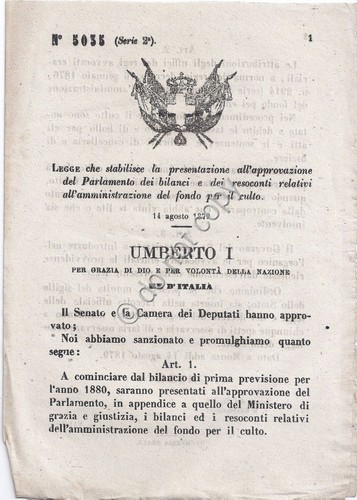 N° 5035 (Serie 2ª). 1
LEGGE che stabilisce la presentazione all'approvazione
del Parlamento dei bilanci e dei resoconti relativi
all'amministrazione del fondo per il culto.
14 agosto 1879
UMBERTO I
PER GRAZIA DI DIO E PER VOLONTÀ DELLA NAZIONE
RE D'ITALIA
Il Senato e la Camera dei Deputati hanno appro-
vato;
Noi abbiamo sanzionato e promulghiamo quanto
segue:
Art. 1.
A cominciare dal bilancio di prima previsione per
l'anno 1880, saranno presentati all'approvazione del
Parlamento, in appendice a quello del Ministero di
grazia e giustizia, i bilanci ed i resoconti relativi
dell'amministrazione del fondo per il culto.